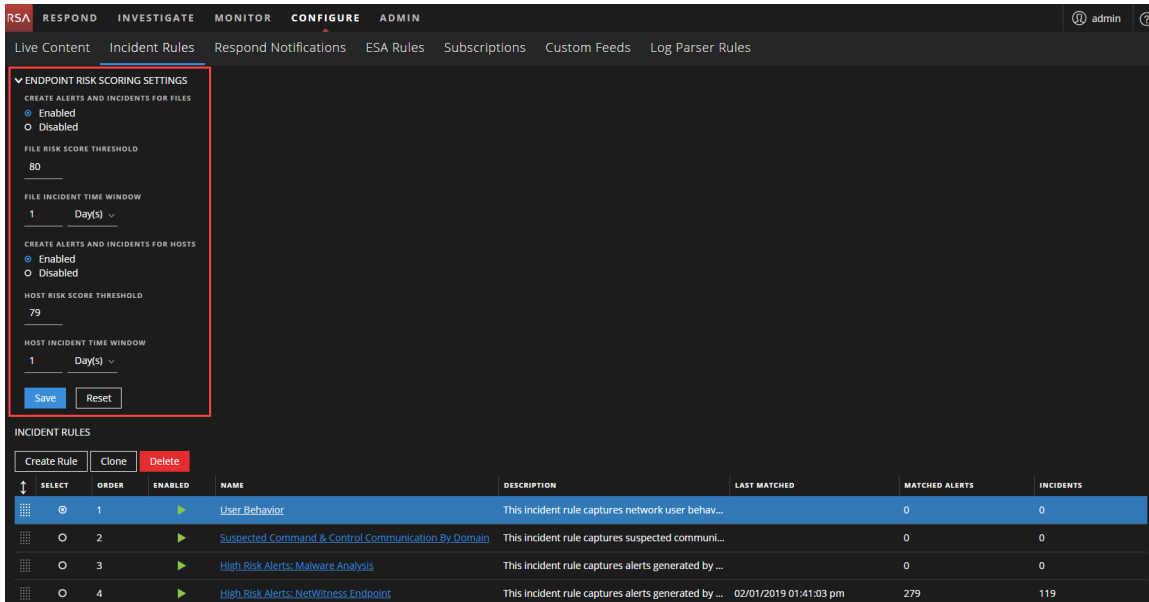 RSA RESPOND INVESTIGATE MONITOR CONFIGURE ADMIN admin
Live Content Incident Rules Respond Notifications ESA Rules Subscriptions Custom Feeds Log Parser Rules
ENDPOINT RISK SCORING SETTINGS
CREATE ALERTS AND INCIDENTS FOR FILES
Enabled
Disabled
FILE RISK SCORE THRESHOLD
80
FILE INCIDENT TIME WINDOW
1 Day(s)
CREATE ALERTS AND INCIDENTS FOR HOSTS
Enabled
Disabled
HOST RISK SCORE THRESHOLD
79
HOST INCIDENT TIME WINDOW
1 Day(s)
Save Reset
INCIDENT RULES
Create Rule Clone Delete
SELECT ORDER ENABLED NAME DESCRIPTION LAST MATCHED MATCHED ALERTS INCIDENTS
1 User Behavior This incident rule captures network user behav... 0 0
2 Suspected Command & Control Communication By Domain This incident rule captures suspected communi... 0 0
3 High Risk Alerts: Malware Analysis This incident rule captures alerts generated by ... 0 0
4 High Risk Alerts: NetWitness Endpoint This incident rule captures alerts generated by ... 02/01/2019 01:41:03 pm 279 119